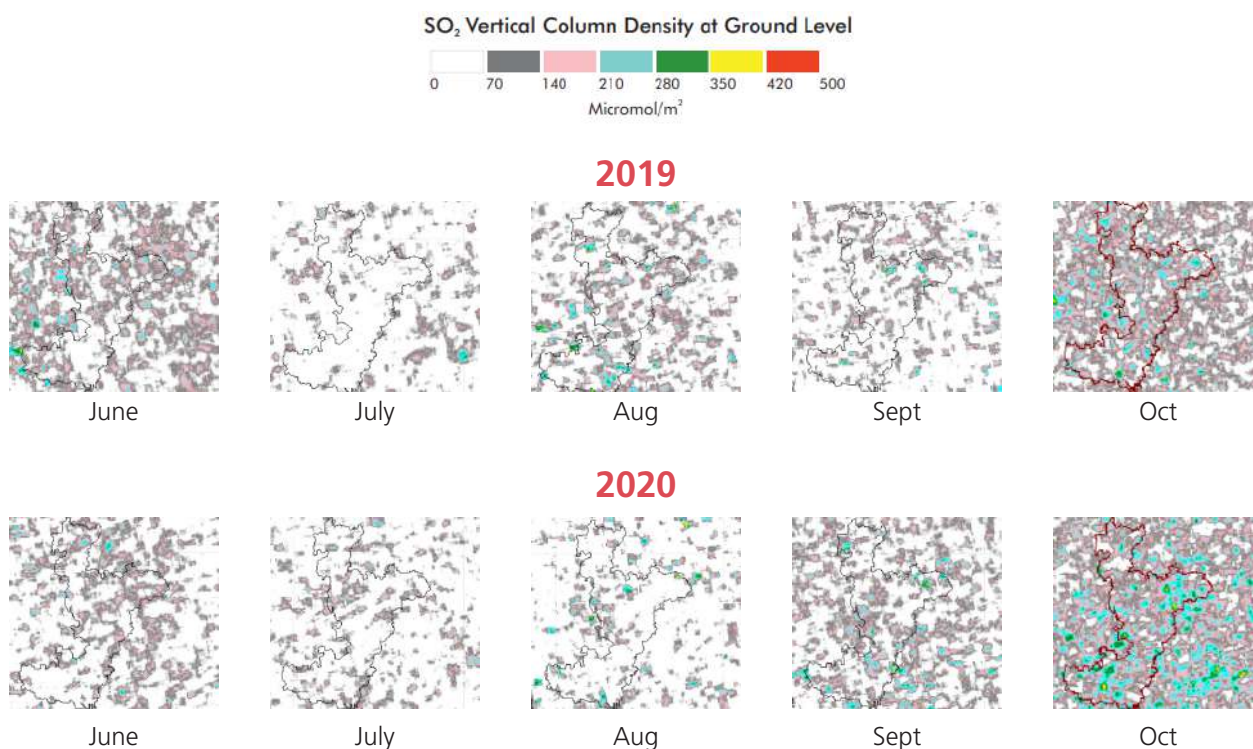 SO₂ Vertical Column Density at Ground Level
0 70 140 210 280 350 420 500
Micromol/m²
2019
June July Aug Sept Oct
2020
June July Aug Sept Oct